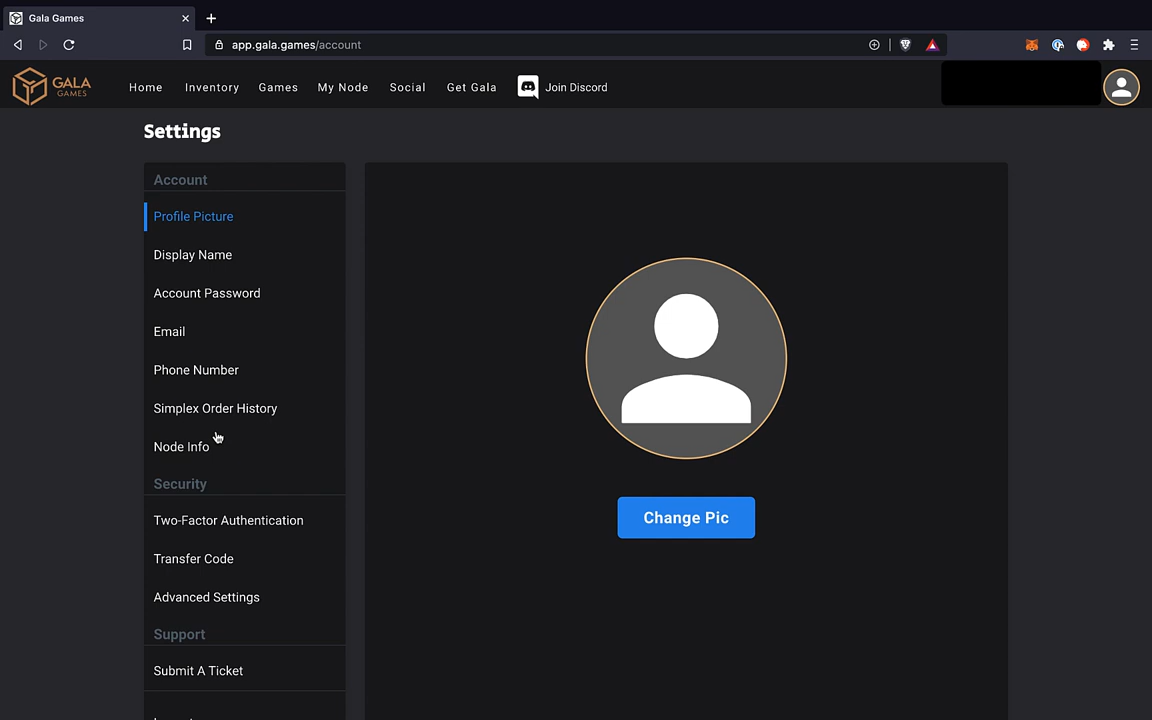 Gala Games
app.gala.games/account
GALA
GAMES
Home
Inventory
Games
My Node
Social
Get Gala
Join Discord
Settings
Account
Profile Picture
Display Name
Account Password
Email
Phone Number
Simplex Order History
Node Info
Security
Two-Factor Authentication
Transfer Code
Advanced Settings
Support
Submit A Ticket
Change Pic